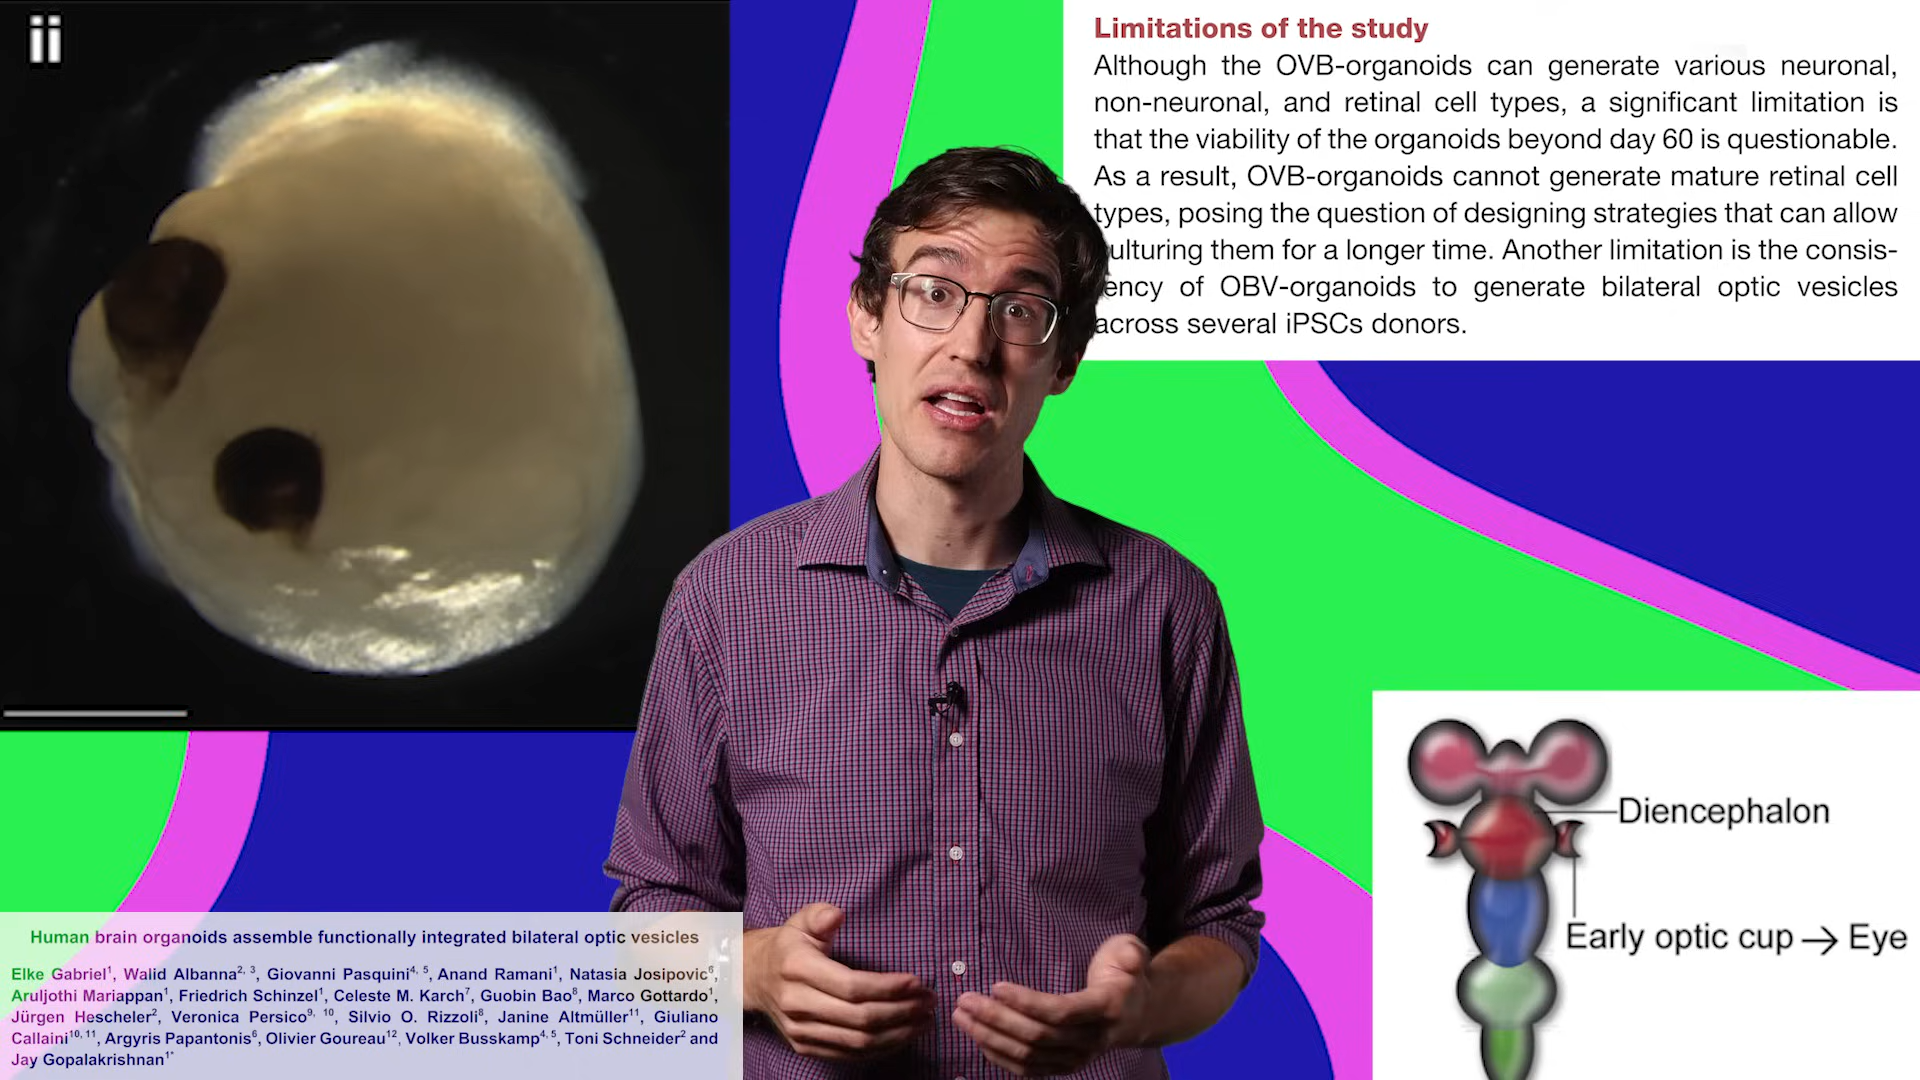 ii
Limitations of the study
Although the OVB-organoids can generate various neuronal,
non-neuronal, and retinal cell types, a significant limitation is
that the viability of the organoids beyond day 60 is questionable.
As a result, OVB-organoids cannot generate mature retinal cell
types, posing the question of designing strategies that can allow
ulturing them for a longer time. Another limitation is the consis-
ency of OBV-organoids to generate bilateral optic vesicles
across several iPSCs donors.
Diencephalon
Early optic cup → Eye
Human brain organoids assemble functionally integrated bilateral optic vesicles
Elke Gabriel1, Walid Albanna2, 3, Giovanni Pasquini4, 5, Anand Ramani1, Natasia Josipovic6,
Aruljothi Mariappan1, Friedrich Schinzel1, Celeste M. Karch7, Guobin Bao8, Marco Gottardo1,
Jürgen Hescheler2, Veronica Persico9, 10, Silvio O. Rizzoli8, Janine Altmüller11, Giuliano
Callaini10, 11, Argyris Papantonis6, Olivier Goureau12, Volker Busskamp4, 5, Toni Schneider2 and
Jay Gopalakrishnan1*